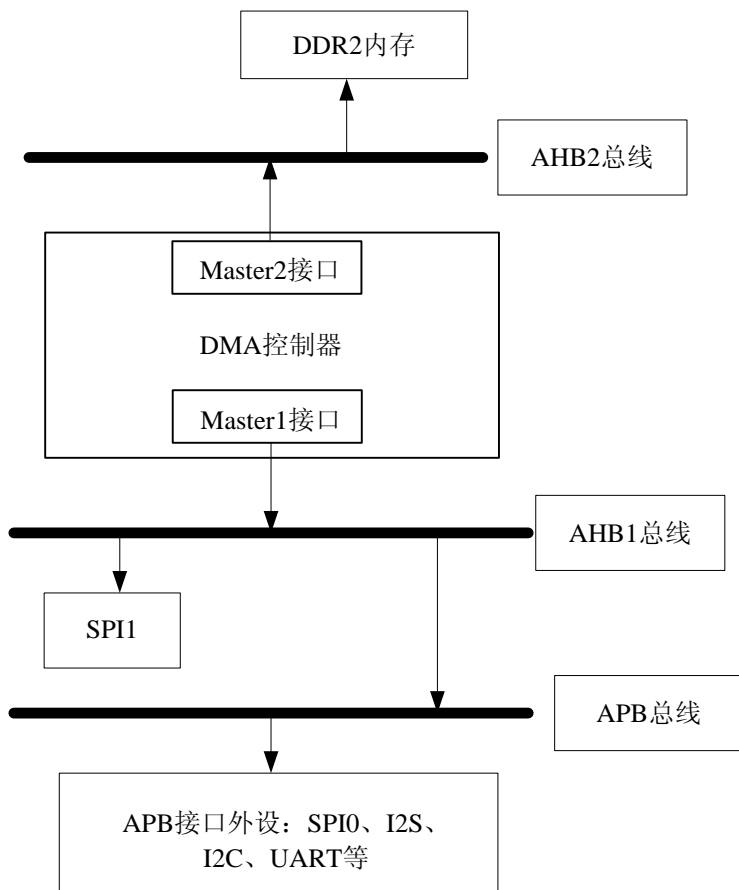 DDR2内存
AHB2总线
Master2接口
DMA控制器
Master1接口
AHB1总线
SPI1
APB总线
APB接口外设：SPI0、I2S、
I2C、UART等